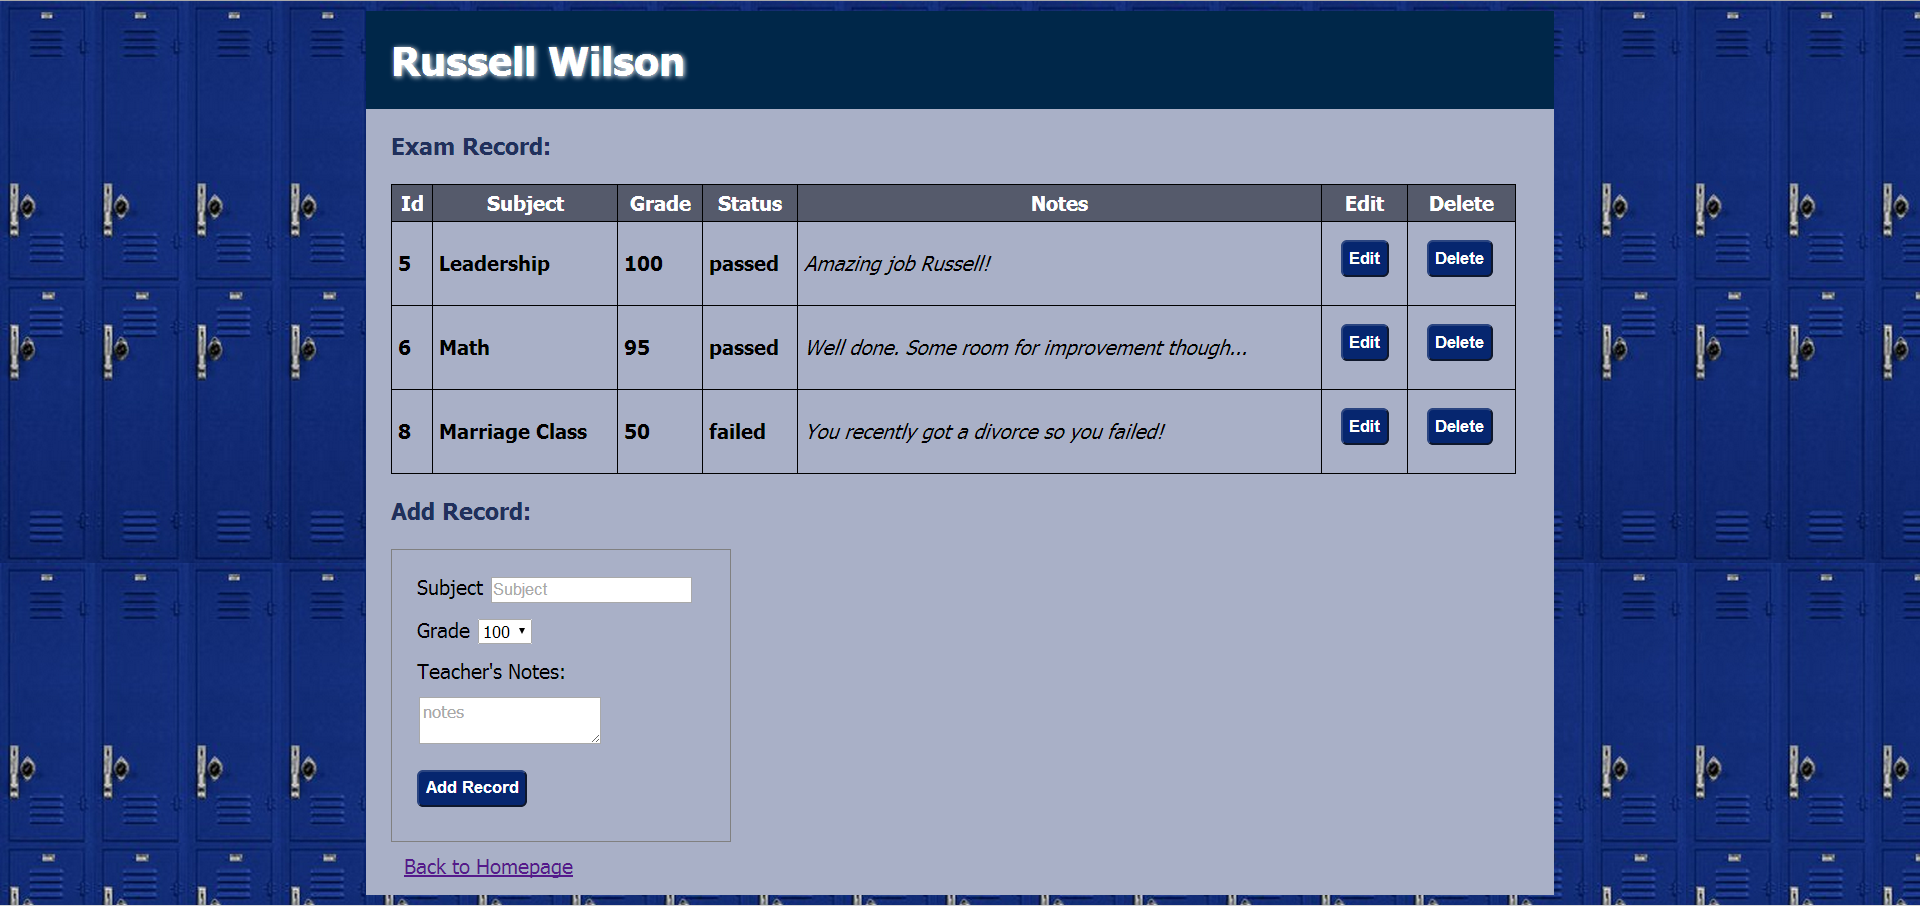 Russell Wilson
Exam Record:
Id Subject Grade Status Notes Edit Delete
5 Leadership 100 passed Amazing job Russell! Edit Delete
6 Math 95 passed Well done. Some room for improvement though... Edit Delete
8 Marriage Class 50 failed You recently got a divorce so you failed! Edit Delete
Add Record:
Subject Subject
Grade 100
Teacher's Notes:
notes
Add Record
Back to Homepage